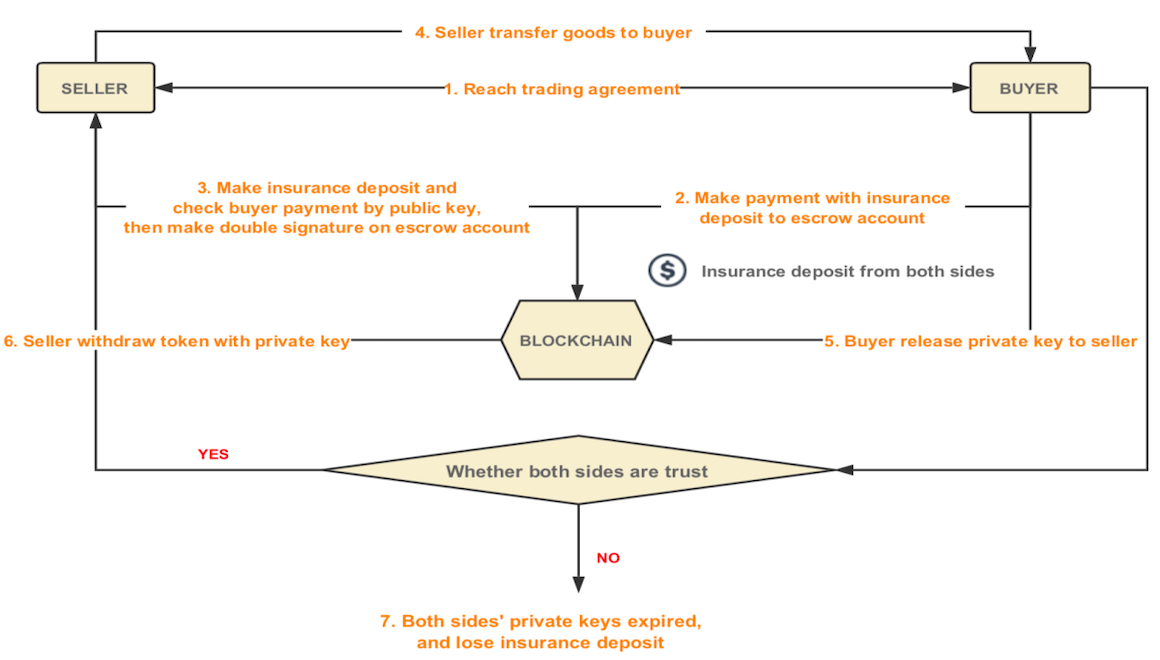 4. Seller transfer goods to buyer
SELLER
1. Reach trading agreement
BUYER
3. Make insurance deposit and
check buyer payment by public key,
then make double signature on escrow account
2. Make payment with insurance
deposit to escrow account
$
Insurance deposit from both sides
6. Seller withdraw token with private key
BLOCKCHAIN
5. Buyer release private key to seller
YES
Whether both sides are trust
NO
7. Both sides' private keys expired,
and lose insurance deposit